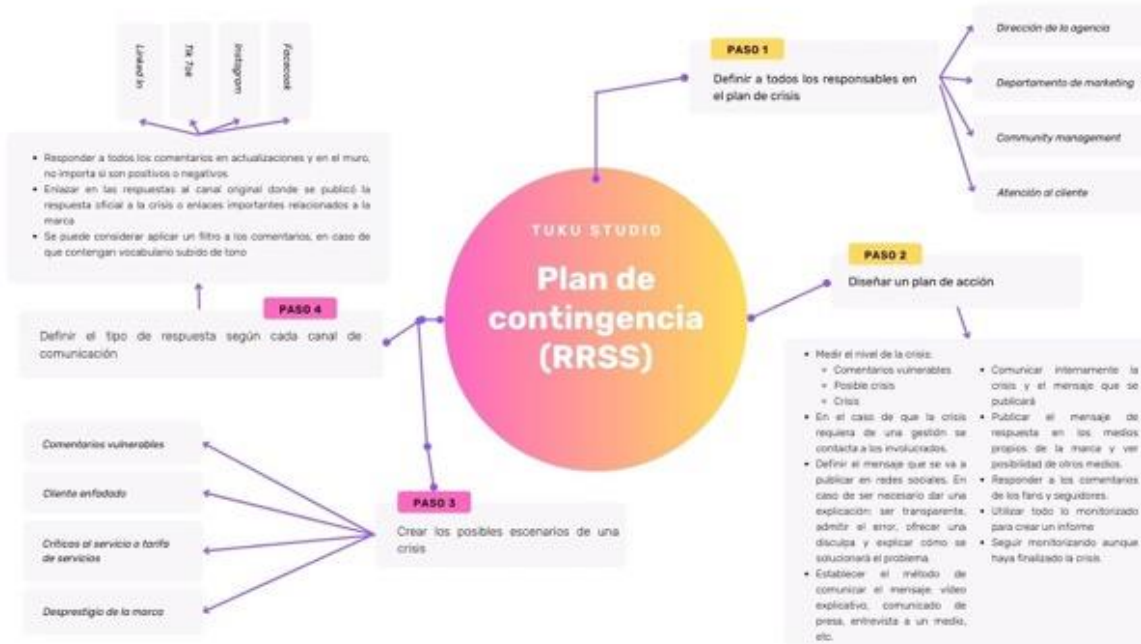 TUKU STUDIO
Plan de
contingencia
(RRSS)
PASO 1
Definir a todos los responsables en
el plan de crisis
Dirección de la agencia
Departamento de marketing
Community management
Atención al cliente
PASO 2
Diseñar un plan de acción
• Medir el nivel de la crisis:
◦ Comentarios vulnerables
◦ Posible crisis
◦ Crisis
• En el caso de que la crisis
requiera de una gestión se
contacta a los involucrados.
• Definir el mensaje que se va a
publicar en redes sociales. En
caso de ser necesario dar una
explicación: ser transparente,
admitir el error, ofrecer una
disculpa y explicar cómo se
solucionará el problema.
• Establecer el método de
comunicar el mensaje: vídeo
explicativo, comunicado de
prensa, entrevista a un medio,
etc.
• Comunicar internamente la
crisis y el mensaje que se
publicará
• Publicar el mensaje de
respuesta en los medios
propios de la marca y ver
posibilidad de otros medios.
• Responder a los comentarios
de los fans y seguidores.
• Utilizar todo lo monitorizado
para crear un informe
• Seguir monitorizando aunque
haya finalizado la crisis.
PASO 3
Crear los posibles escenarios de una
crisis
Comentarios vulnerables
Cliente enfadado
Críticas al servicio o tarifa
de servicios
Desprestigio de la marca
PASO 4
Definir el tipo de respuesta según cada canal de
comunicación
• Responder a todos los comentarios en actualizaciones y en el muro,
no importa si son positivos o negativos
• Enlazar en las respuestas al canal original donde se publicó la
respuesta oficial a la crisis o enlaces importantes relacionados a la
marca
• Se puede considerar aplicar un filtro a los comentarios, en caso de
que contengan vocabulario subido de tono
Linked In
Tik Tok
Instagram
Facecook